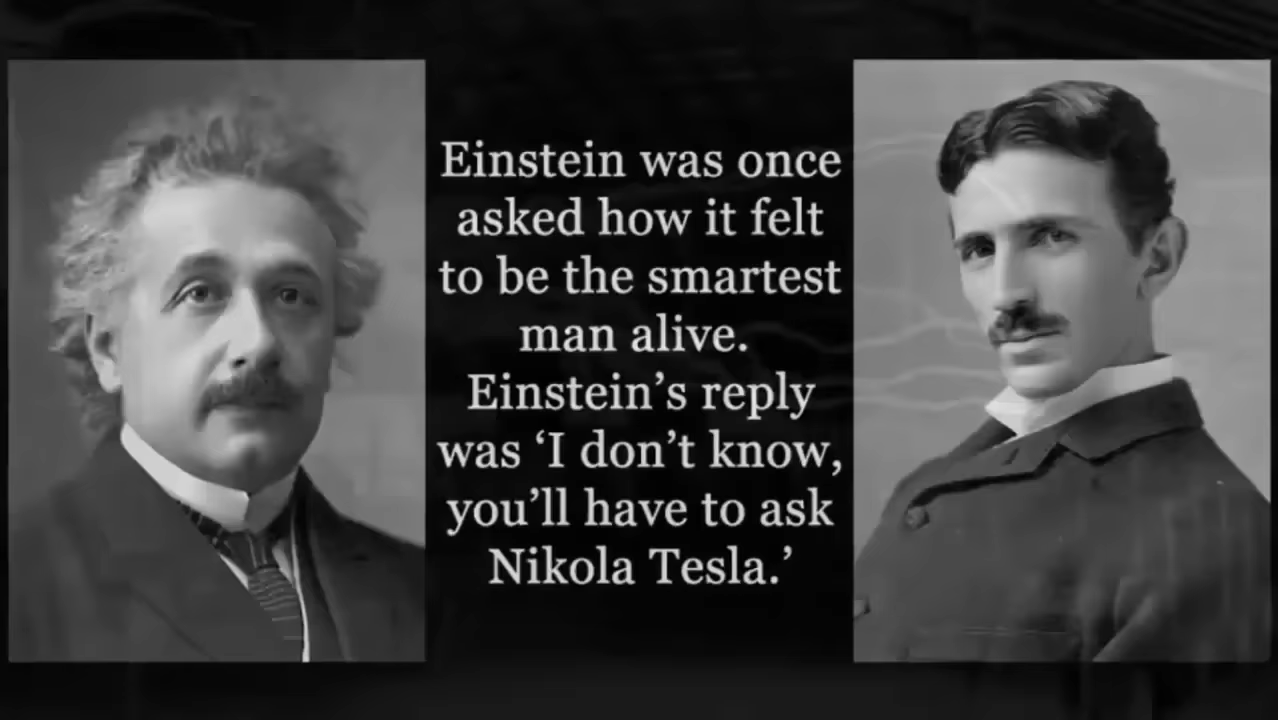 Einstein was once
asked how it felt
to be the smartest
man alive.
Einstein’s reply
was ‘I don’t know,
you’ll have to ask
Nikola Tesla.’